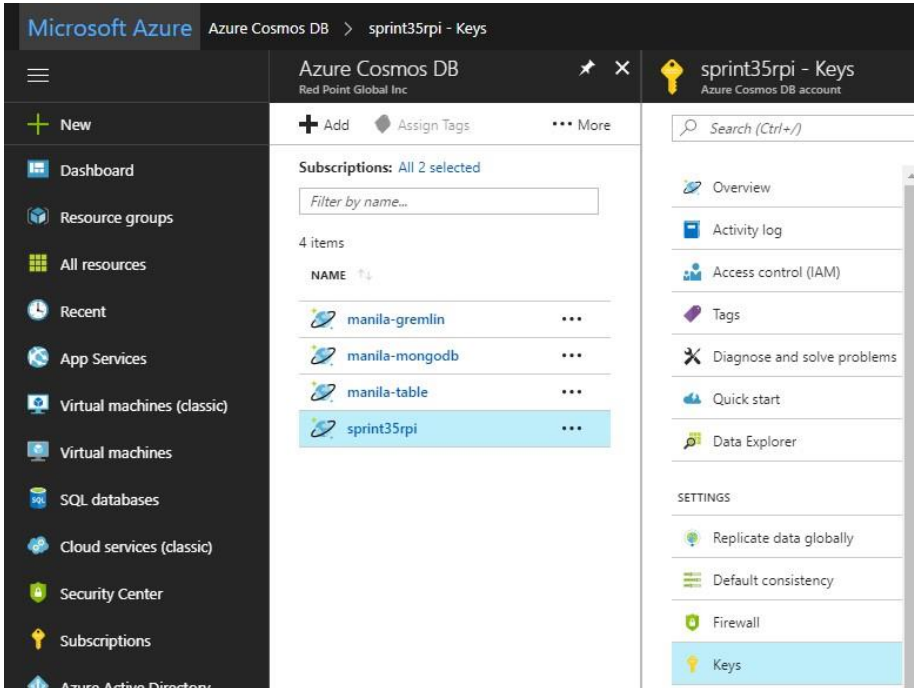 Microsoft Azure Azure Cosmos DB > sprint35rpi - Keys
New
Dashboard
Resource groups
All resources
Recent
App Services
Virtual machines (classic)
Virtual machines
SQL databases
Cloud services (classic)
Security Center
Subscriptions
Azure Active Directory
Azure Cosmos DB
Red Point Global Inc
Add Assign Tags ••• More
Subscriptions: All 2 selected
Filter by name...
4 items
NAME
manila-gremlin •••
manila-mongodb •••
manila-table •••
sprint35rpi •••
sprint35rpi - Keys
Azure Cosmos DB account
Search (Ctrl+/)
Overview
Activity log
Access control (IAM)
Tags
Diagnose and solve problems
Quick start
Data Explorer
SETTINGS
Replicate data globally
Default consistency
Firewall
Keys